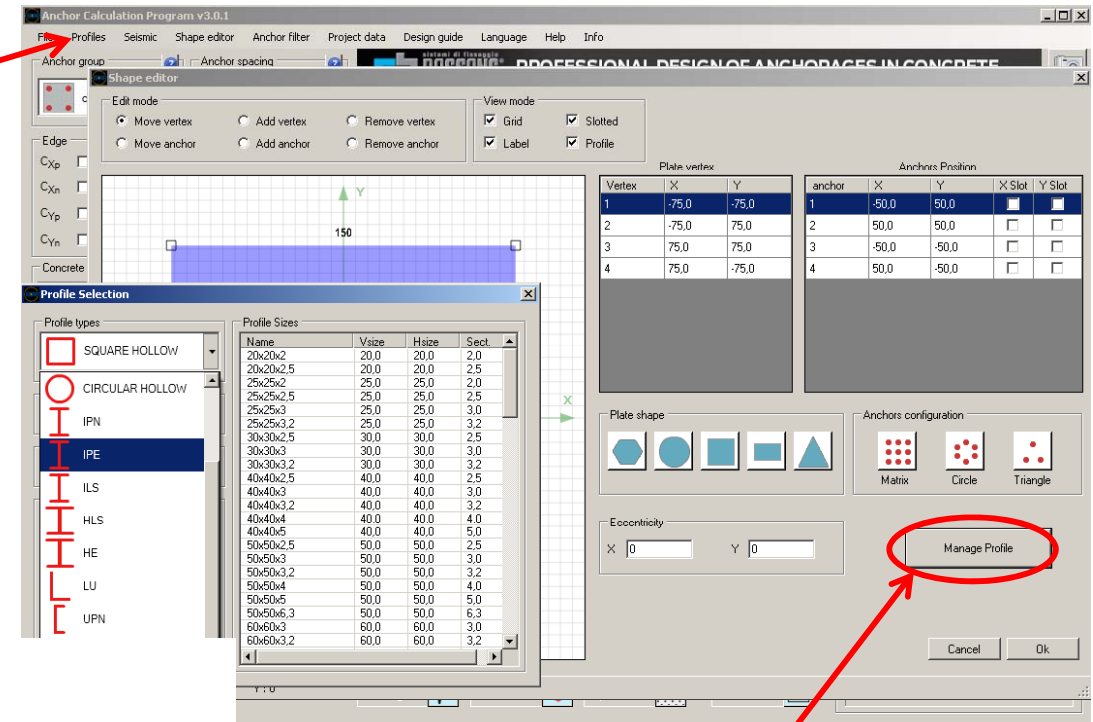 Anchor Calculation Program v3.0.1
Profiles Seismic Shape editor Anchor filter Project data Design guide Language Help Info
Anchor group
Anchor spacing
sistemi di fissaggio
PROFESSIONAL DESIGN OF ANCHORAGES IN CONCRETE
Shape editor
Edit mode
Move vertex Add vertex Remove vertex
Move anchor Add anchor Remove anchor
View mode
Grid Slotted
Label Profile
Edge
CXp
CXn
CYp
CYn
Concrete
Y
150
X
Plate vertex
Vertex X Y
1 -75,0 -75,0
2 -75,0 75,0
3 75,0 75,0
4 75,0 -75,0
Anchors Position
anchor X Y X Slot Y Slot
1 -50,0 50,0
2 50,0 50,0
3 -50,0 -50,0
4 50,0 -50,0
Profile Selection
Profile types
SQUARE HOLLOW
CIRCULAR HOLLOW
IPN
IPE
ILS
HLS
HE
LU
UPN
Profile Sizes
Name Vsize Hsize Sect.
20x20x2 20,0 20,0 2,0
20x20x2,5 20,0 20,0 2,5
25x25x2 25,0 25,0 2,0
25x25x2,5 25,0 25,0 2,5
25x25x3 25,0 25,0 3,0
25x25x3,2 25,0 25,0 3,2
30x30x2,5 30,0 30,0 2,5
30x30x3 30,0 30,0 3,0
30x30x3,2 30,0 30,0 3,2
40x40x2,5 40,0 40,0 2,5
40x40x3 40,0 40,0 3,0
40x40x3,2 40,0 40,0 3,2
40x40x4 40,0 40,0 4,0
40x40x5 40,0 40,0 5,0
50x50x2,5 50,0 50,0 2,5
50x50x3 50,0 50,0 3,0
50x50x3,2 50,0 50,0 3,2
50x50x4 50,0 50,0 4,0
50x50x5 50,0 50,0 5,0
50x50x6,3 50,0 50,0 6,3
60x60x3 60,0 60,0 3,0
60x60x3,2 60,0 60,0 3,2
Plate shape
Anchors configuration
Matrix Circle Triangle
Eccentricity
X 0 Y 0
Manage Profile
Cancel Ok
Y : 0